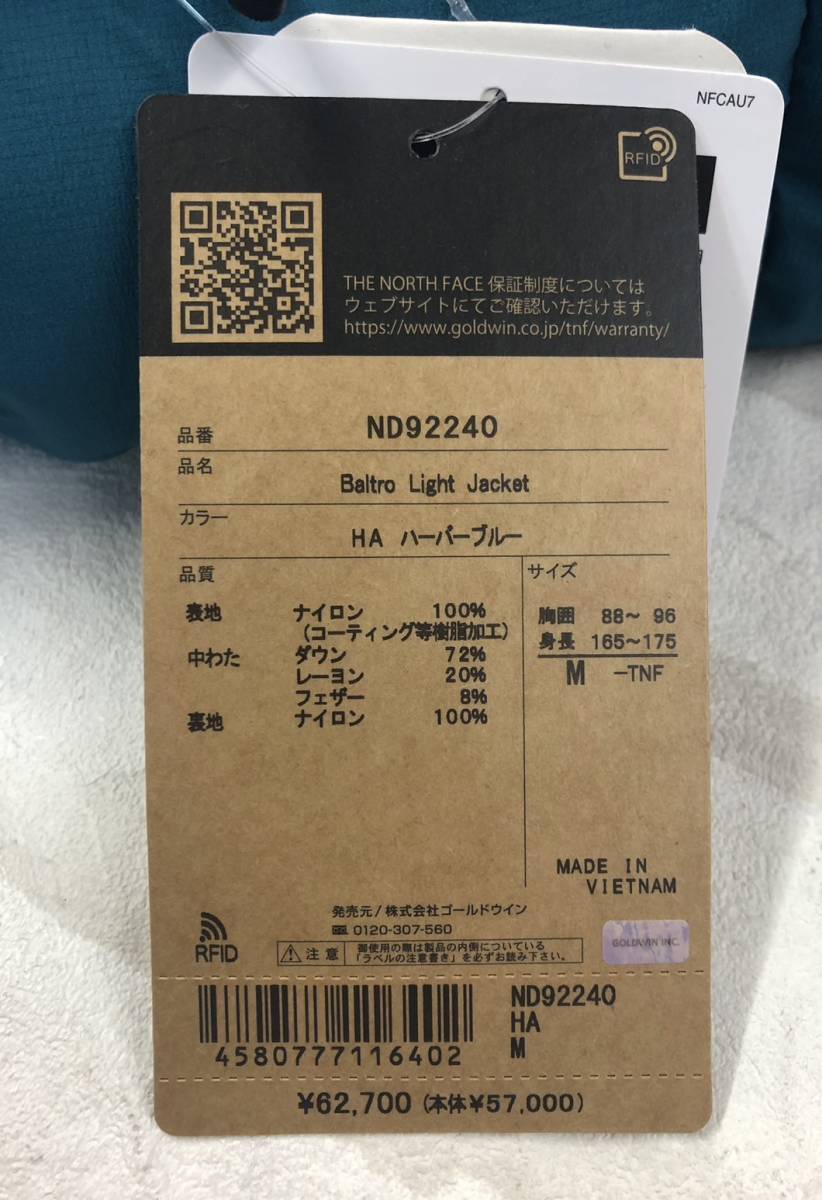 NFCAU7
RFID
THE NORTH FACE 保証制度については
ウェブサイトにてご確認いただけます。
https://www.goldwin.co.jp/tnf/warranty/
品番 ND92240
品名
Baltro Light Jacket
カラー
HA ハーバーブルー
品質
サイズ
表地 ナイロン 100%
(コーティング等樹脂加工)
中わた ダウン 72%
レーヨン 20%
フェザー 8%
裏地 ナイロン 100%
胸囲 88～ 96
身長 165～175
M -TNF
MADE IN
VIETNAM
発売元/株式会社ゴールドウイン
0120-307-560
RFID
注意
御使用の際は製品の内側についている
「ラベルの注意書き」を必ずお読み下さい。
GOLDWIN INC.
4580777116402
ND92240
HA
M
¥62,700 (本体¥57,000)